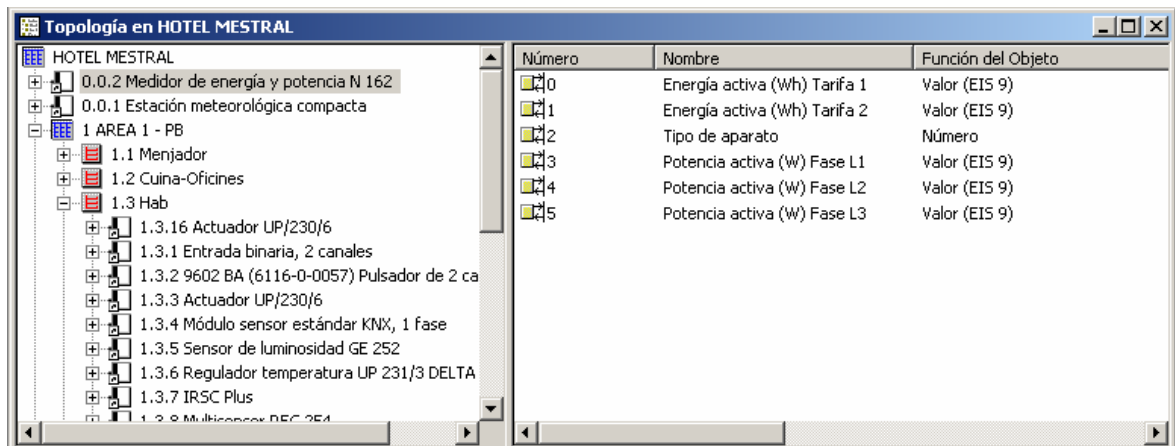 Topología en HOTEL MESTRAL
HOTEL MESTRAL
0.0.2 Medidor de energía y potencia N 162
0.0.1 Estación meteorológica compacta
1 AREA 1 - PB
1.1 Menjador
1.2 Cuina-Oficines
1.3 Hab
1.3.16 Actuador UP/230/6
1.3.1 Entrada binaria, 2 canales
1.3.2 9602 BA (6116-0-0057) Pulsador de 2 ca
1.3.3 Actuador UP/230/6
1.3.4 Módulo sensor estándar KNX, 1 fase
1.3.5 Sensor de luminosidad GE 252
1.3.6 Regulador temperatura UP 231/3 DELTA
1.3.7 IRSC Plus
1.3.8 Multisensor REG 254
Número Nombre Función del Objeto
0 Energía activa (Wh) Tarifa 1 Valor (EIS 9)
1 Energía activa (Wh) Tarifa 2 Valor (EIS 9)
2 Tipo de aparato Número
3 Potencia activa (W) Fase L1 Valor (EIS 9)
4 Potencia activa (W) Fase L2 Valor (EIS 9)
5 Potencia activa (W) Fase L3 Valor (EIS 9)